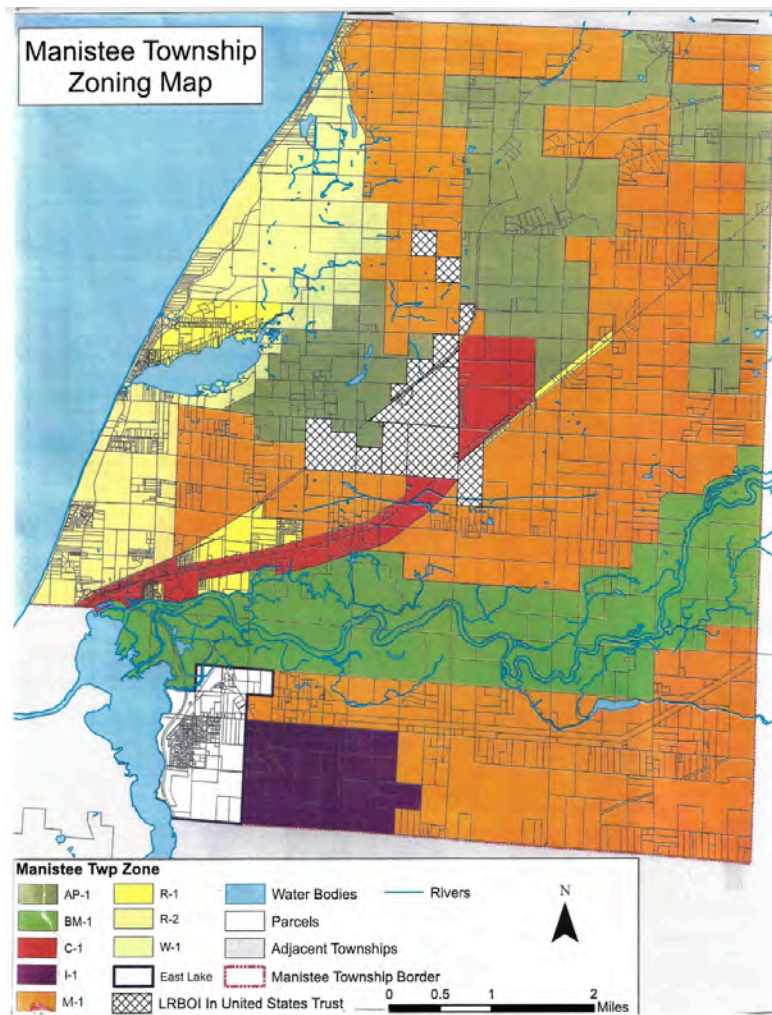 Manistee Township
Zoning Map
Manistee Twp Zone
AP-1
BM-1
C-1
I-1
M-1
R-1
R-2
W-1
East Lake
LRBOI In United States Trust
Water Bodies
Parcels
Adjacent Townships
Manistee Township Border
Rivers
N
0 0.5 1 2
Miles